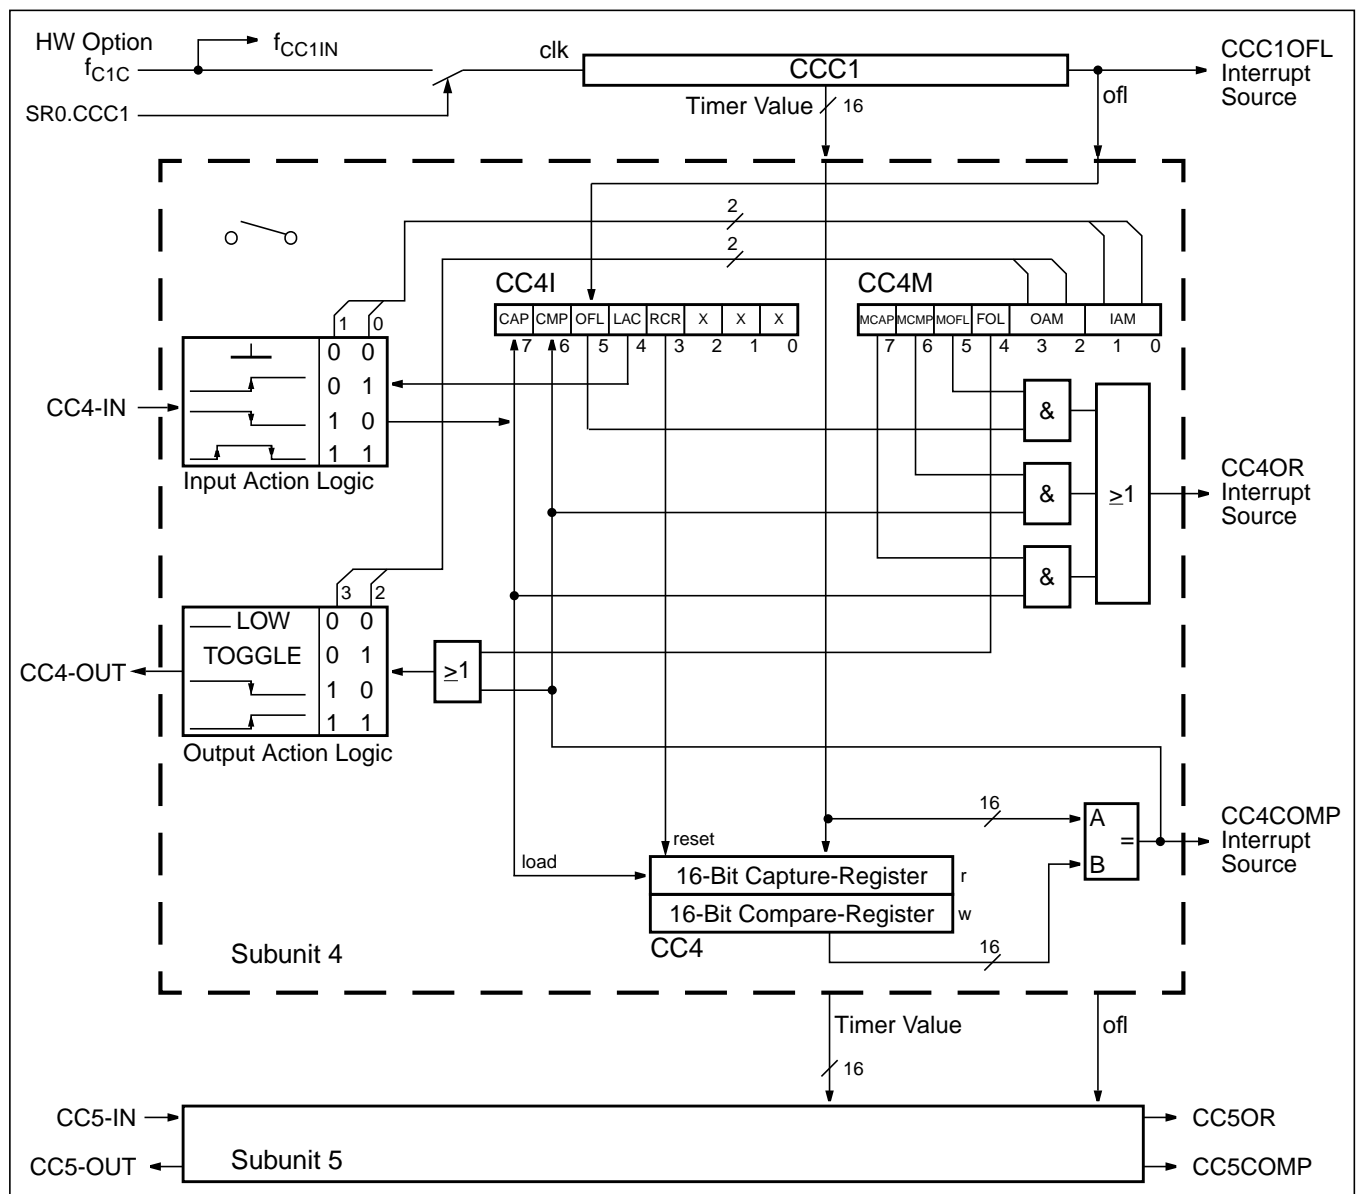 HW Option
fCC1IN
fC1C
clk
CCC1
CCC1OFL
Interrupt
Source
SR0.CCC1
Timer Value
16
ofl
2
2
CC4I
CC4M
CAP CMP OFL LAC RCR X X X
7 6 5 4 3 2 1 0
MCAP MCMP MOFL FOL OAM IAM
7 6 5 4 3 2 1 0
1 0
0 0
0 1
1 0
1 1
CC4-IN
Input Action Logic
&
&
&
≥1
CC4OR
Interrupt
Source
3 2
LOW 0 0
TOGGLE 0 1
1 0
1 1
CC4-OUT
Output Action Logic
≥1
16
A
B
=
CC4COMP
Interrupt
Source
reset
load
16-Bit Capture-Register r
16-Bit Compare-Register w
CC4
16
Subunit 4
Timer Value
16
ofl
CC5-IN
CC5-OUT
Subunit 5
CC5OR
CC5COMP